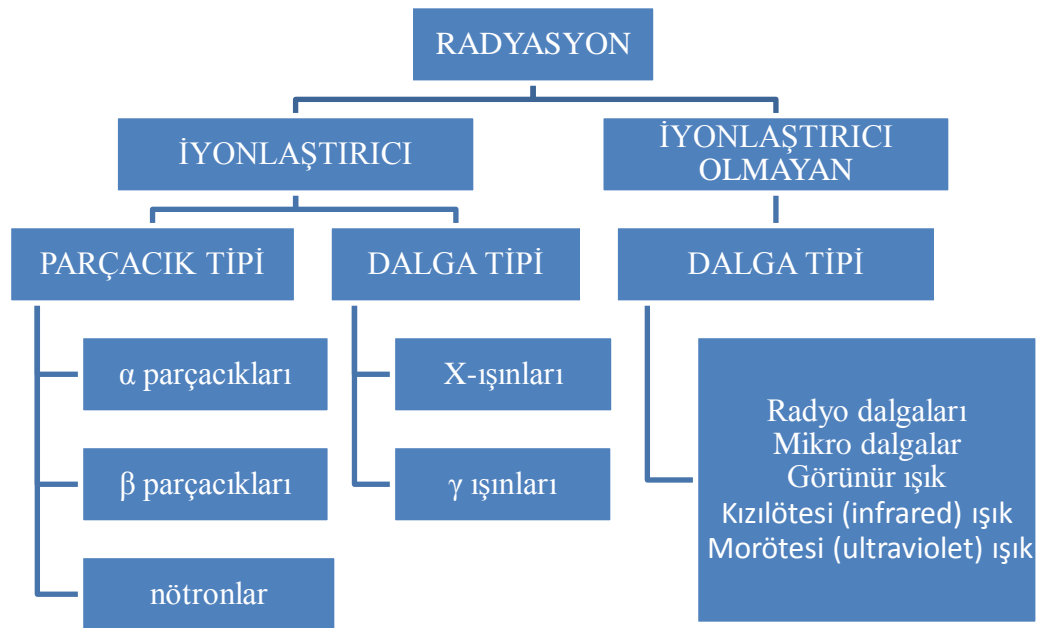 RADYASYON
İYONLAŞTIRICI
İYONLAŞTIRICI
OLMAYAN
PARÇACIK TİPİ
DALGA TİPİ
DALGA TİPİ
α parçacıkları
β parçacıkları
nötronlar
X-ışınları
γ ışınları
Radyo dalgaları
Mikro dalgalar
Görünür ışık
Kızılötesi (infrared) ışık
Morötesi (ultraviolet) ışık